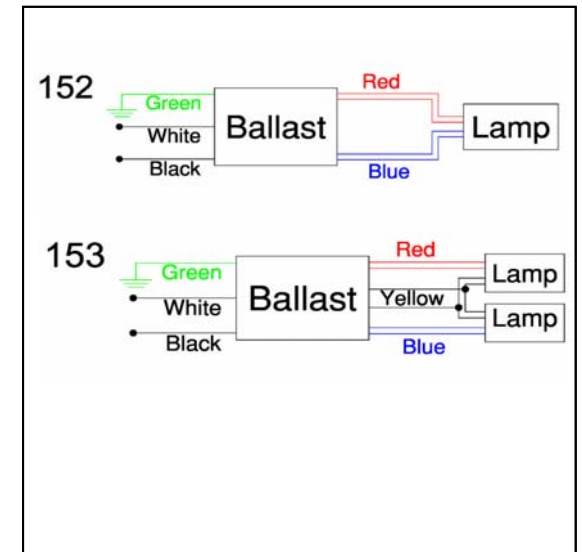 152
Red
Green
White
Ballast
Lamp
Black
Blue
153
Red
Green
Lamp
White
Ballast
Yellow
Lamp
Black
Blue